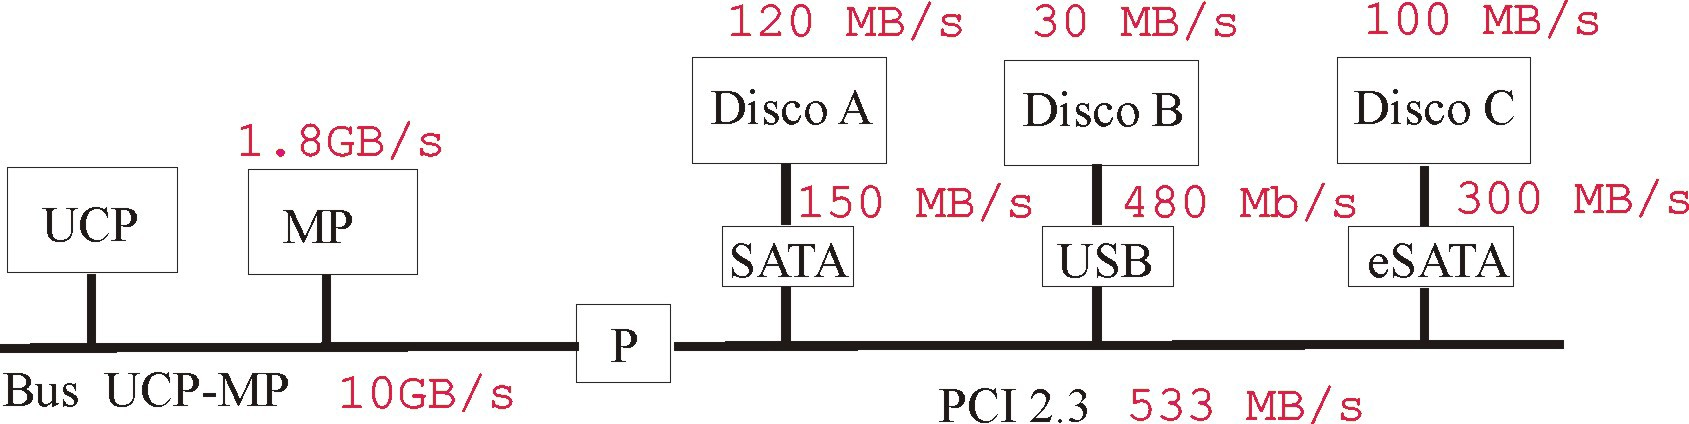 120 MB/s 30 MB/s 100 MB/s
Disco A Disco B Disco C
1.8GB/s
UCP MP
150 MB/s 480 Mb/s 300 MB/s
SATA USB eSATA
P
Bus UCP-MP 10GB/s
PCI 2.3 533 MB/s